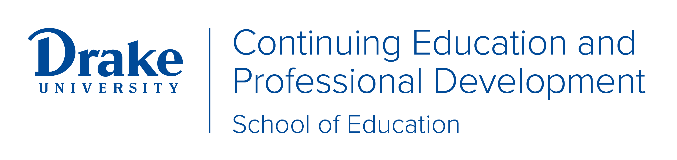 Drake
UNIVERSITY
Continuing Education and
Professional Development
School of Education